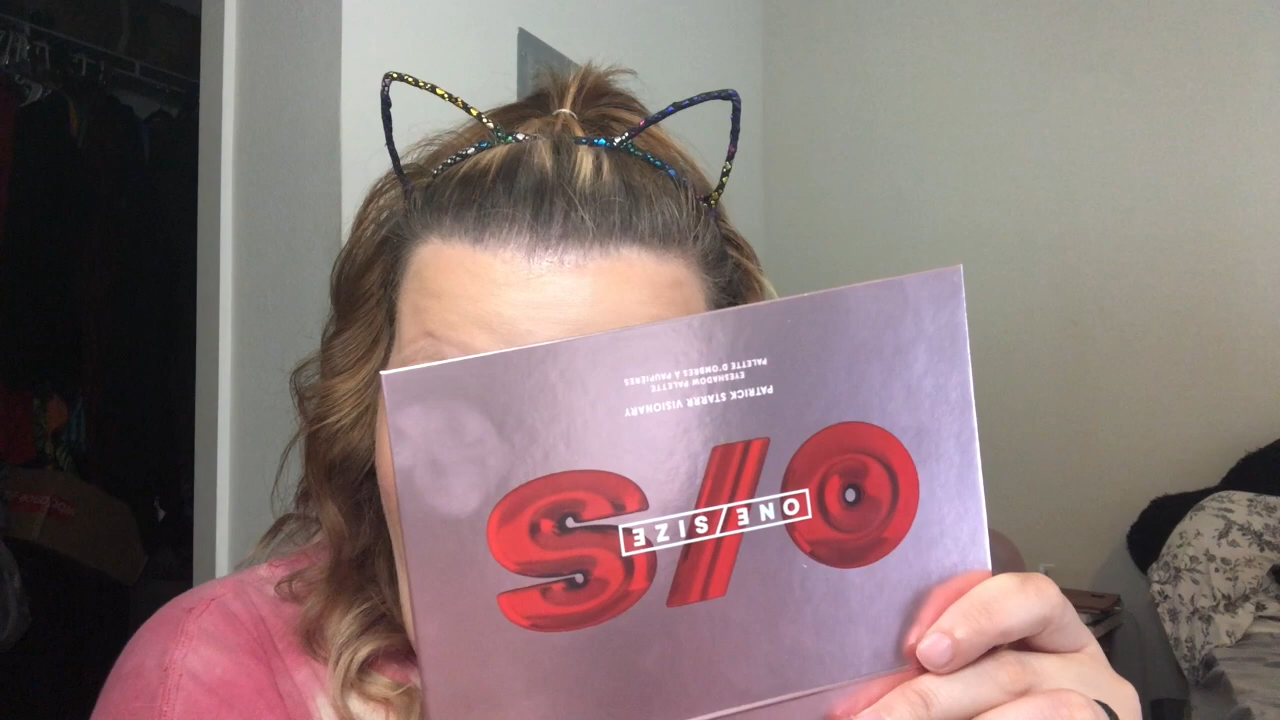 O/S
ONE/SIZE
PATRICK STARRR VISIONARY
EYESHADOW PALETTE
PALETTE D'OMBRES À PAUPIÈRES